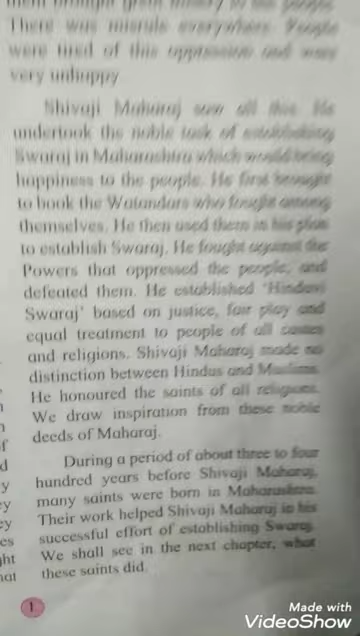 There was misrule everywhere. People
were tired of this oppression and were
very unhappy.
Shivaji Maharaj saw all this. He
undertook the noble task of establishing
Swaraj in Maharashtra which would bring
happiness to the people. He first brought
to book the Watandars who fought among
themselves. He then used them in his plan
to establish Swaraj. He fought against the
Powers that oppressed the people, and
defeated them. He established 'Hindavi
Swaraj' based on justice, fair play and
equal treatment to people of all castes
and religions. Shivaji Maharaj made no
distinction between Hindus and Muslims.
He honoured the saints of all religions.
We draw inspiration from these noble
deeds of Maharaj.
During a period of about three to four
hundred years before Shivaji Maharaj,
many saints were born in Maharashtra.
Their work helped Shivaji Maharaj in his
successful effort of establishing Swaraj.
We shall see in the next chapter, what
these saints did.
1
Made with
VideoShow